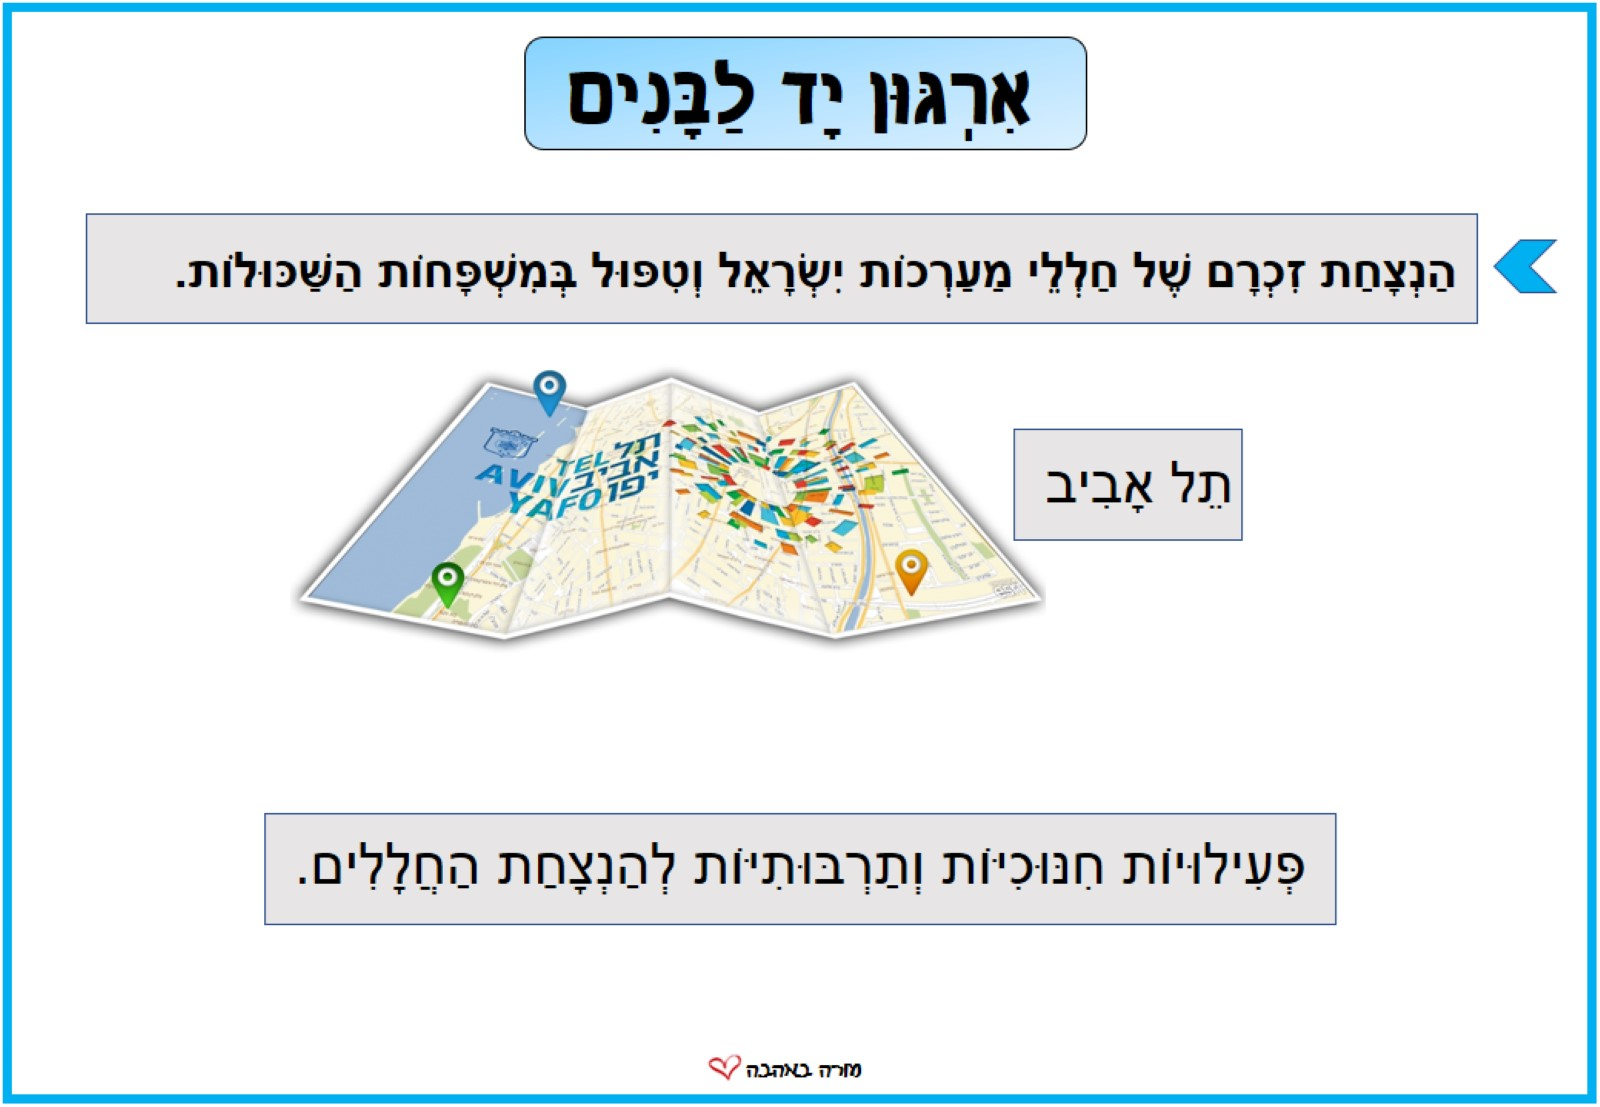 אִרְגּוּן יָד לַבָּנִים
הַנְצָחַת זִכְרָם שֶׁל חַלְלֵי מַעַרְכוֹת יִשְׂרָאֵל וְטִפּוּל בְּמִשְׁפָּחוֹת הַשַּׁכּוּלוֹת.
תֵל אָבִיב
TEL תל
AVIV אביב
YAFO יפו
פְּעִילוּיוֹת חִנּוּכִיּוֹת וְתַרְבּוּתִיּוֹת לְהַנְצָחַת הַחֲלָלִים.
מורה באהבה